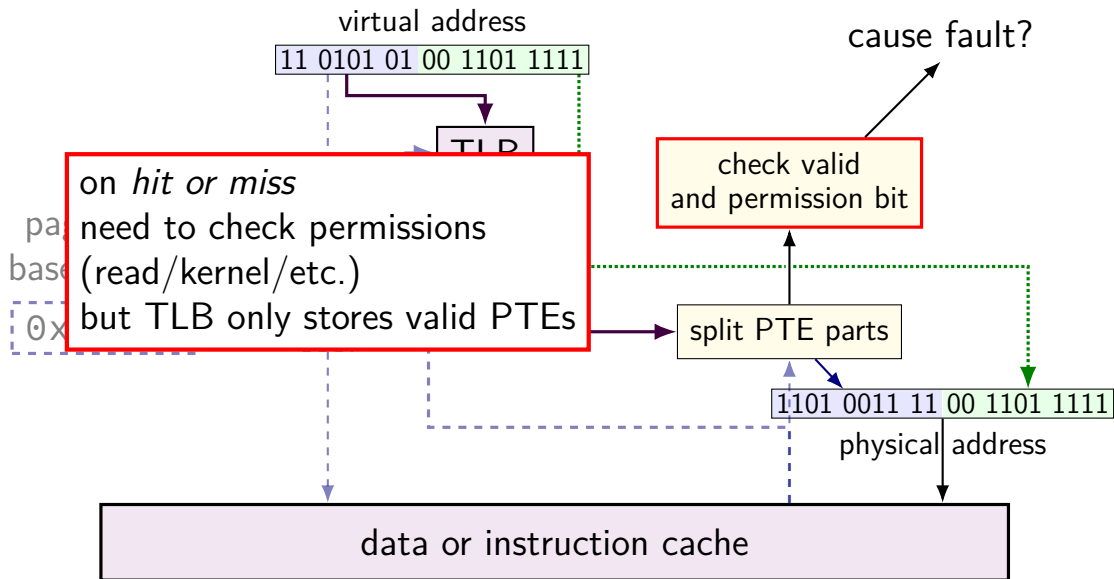 virtual address
11 0101 01 00 1101 1111
cause fault?
TLB
check valid
and permission bit
on hit or miss
need to check permissions
(read/kernel/etc.)
but TLB only stores valid PTEs
base
0x
split PTE parts
1101 0011 11 00 1101 1111
physical address
data or instruction cache